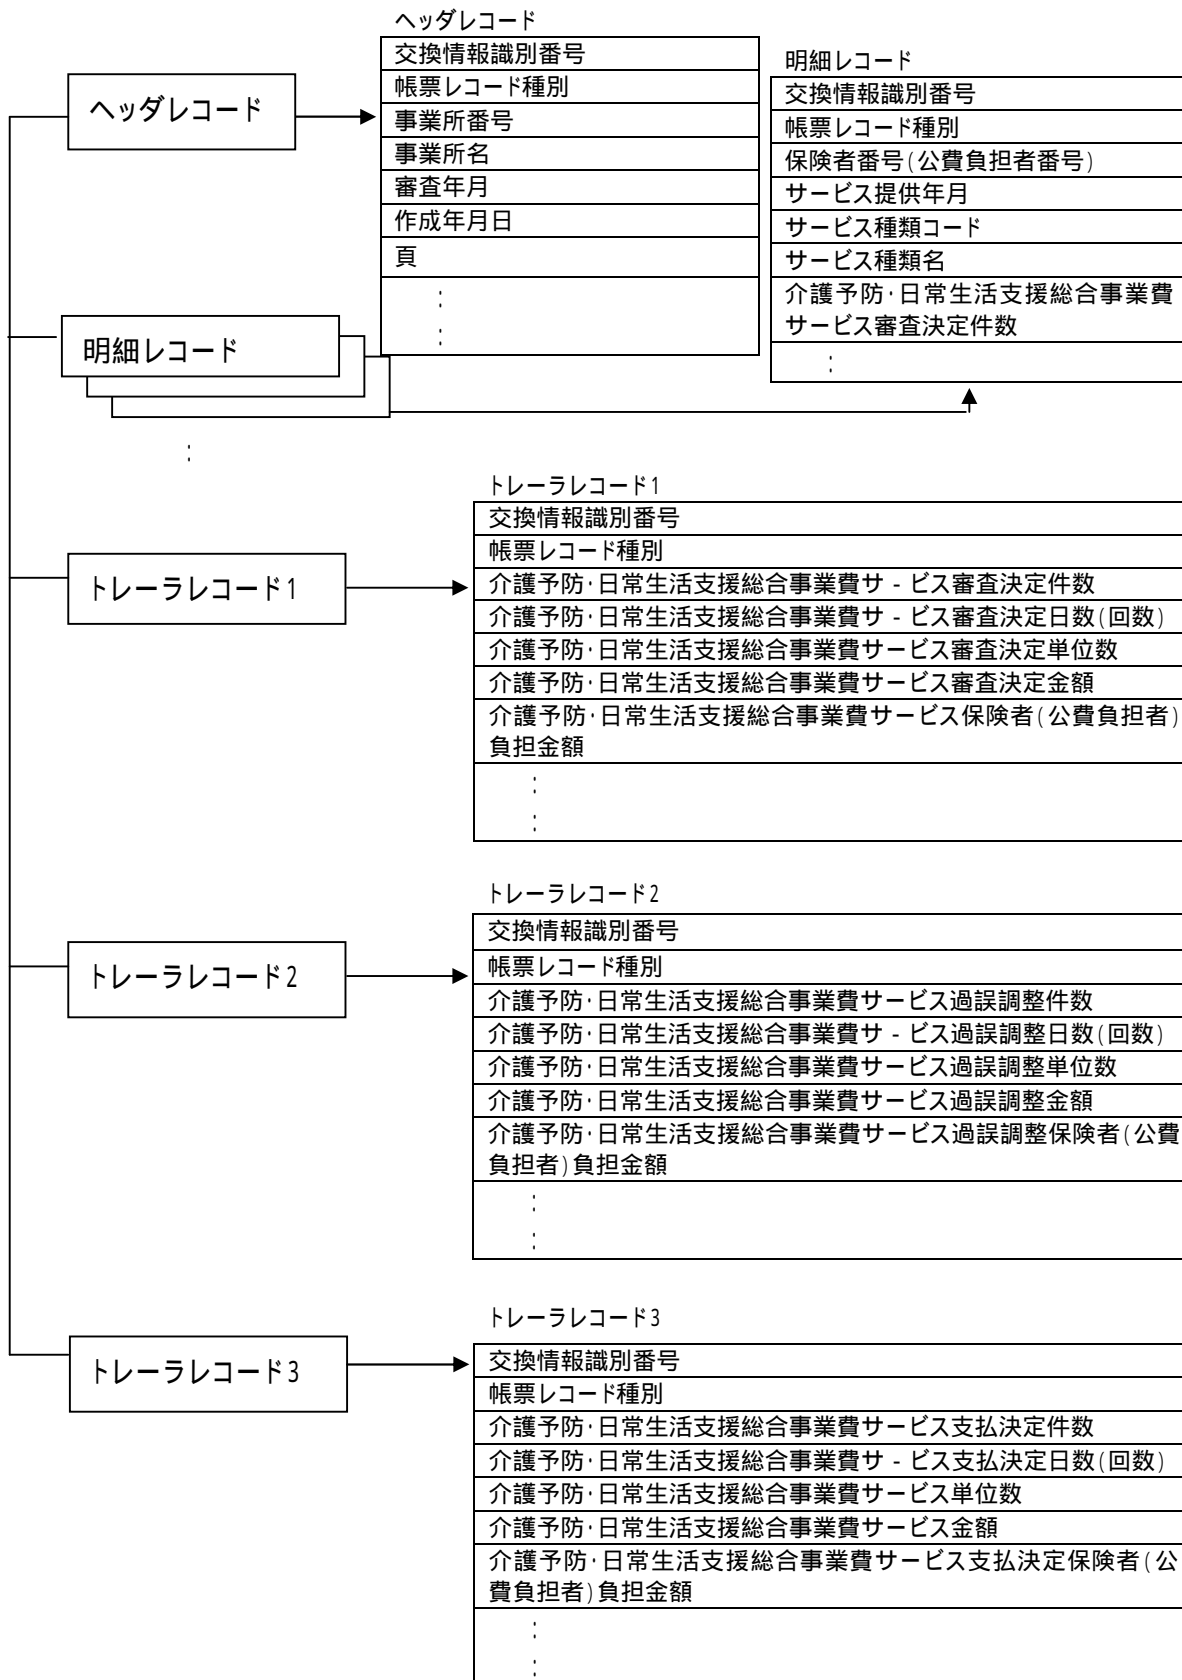 ヘッダレコード
ヘッダレコード
交換情報識別番号
帳票レコード種別
事業所番号
事業所名
審査年月
作成年月日
頁
:
:
明細レコード
:
明細レコード
交換情報識別番号
帳票レコード種別
保険者番号(公費負担者番号)
サービス提供年月
サービス種類コード
サービス種類名
介護予防・日常生活支援総合事業費
サービス審査決定件数
:
トレーラレコード1
トレーラレコード1
交換情報識別番号
帳票レコード種別
介護予防・日常生活支援総合事業費サ-ビス審査決定件数
介護予防・日常生活支援総合事業費サ-ビス審査決定日数(回数)
介護予防・日常生活支援総合事業費サービス審査決定単位数
介護予防・日常生活支援総合事業費サービス審査決定金額
介護予防・日常生活支援総合事業費サービス保険者(公費負担者)
負担金額
:
:
トレーラレコード2
トレーラレコード2
交換情報識別番号
帳票レコード種別
介護予防・日常生活支援総合事業費サービス過誤調整件数
介護予防・日常生活支援総合事業費サ-ビス過誤調整日数(回数)
介護予防・日常生活支援総合事業費サービス過誤調整単位数
介護予防・日常生活支援総合事業費サービス過誤調整金額
介護予防・日常生活支援総合事業費サービス過誤調整保険者(公費
負担者)負担金額
:
:
トレーラレコード3
トレーラレコード3
交換情報識別番号
帳票レコード種別
介護予防・日常生活支援総合事業費サービス支払決定件数
介護予防・日常生活支援総合事業費サ-ビス支払決定日数(回数)
介護予防・日常生活支援総合事業費サービス単位数
介護予防・日常生活支援総合事業費サービス金額
介護予防・日常生活支援総合事業費サービス支払決定保険者(公
費負担者)負担金額
:
: